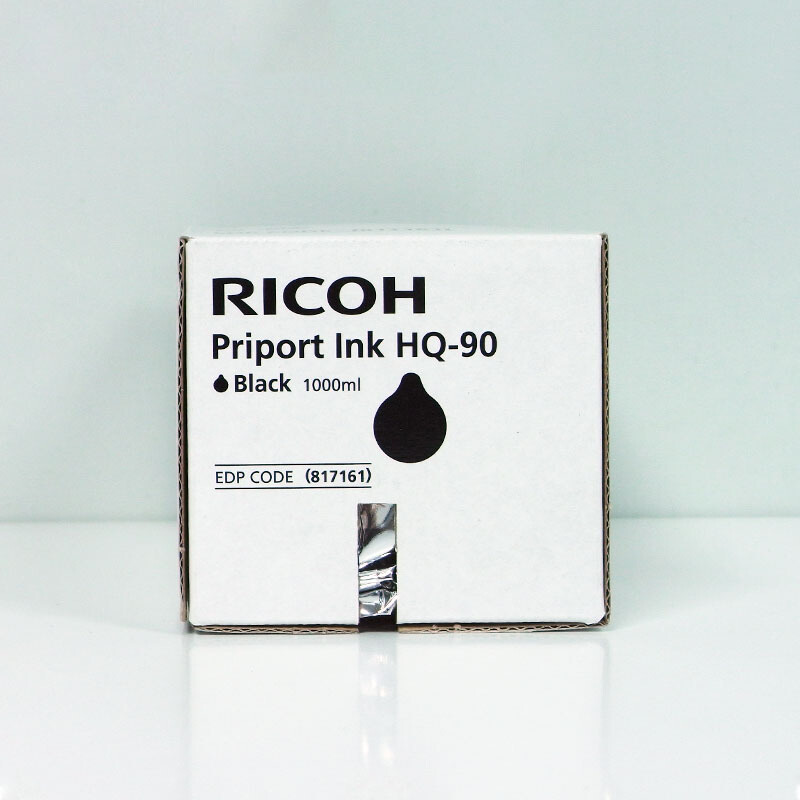 RICOH
Priport Ink HQ-90
Black 1000ml
EDP CODE (817161)